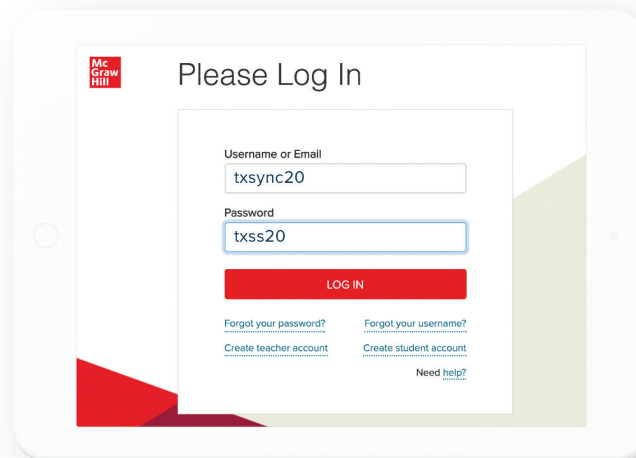 Mc
Graw
Hill
Please Log In
Username or Email
txsync20
Password
txss20
LOG IN
Forgot your password? Forgot your username?
Create teacher account Create student account
Need help?